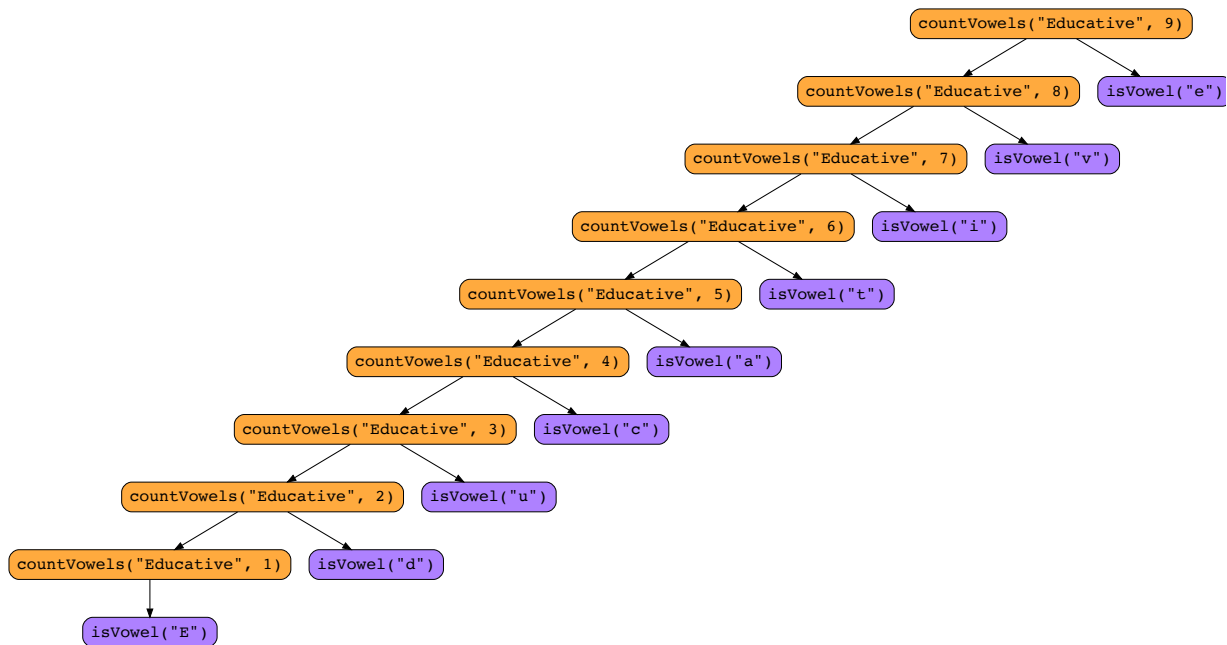 countVowels("Educative", 9)
countVowels("Educative", 8)
isVowel("e")
countVowels("Educative", 7)
isVowel("v")
countVowels("Educative", 6)
isVowel("i")
countVowels("Educative", 5)
isVowel("t")
countVowels("Educative", 4)
isVowel("a")
countVowels("Educative", 3)
isVowel("c")
countVowels("Educative", 2)
isVowel("u")
countVowels("Educative", 1)
isVowel("d")
isVowel("E")